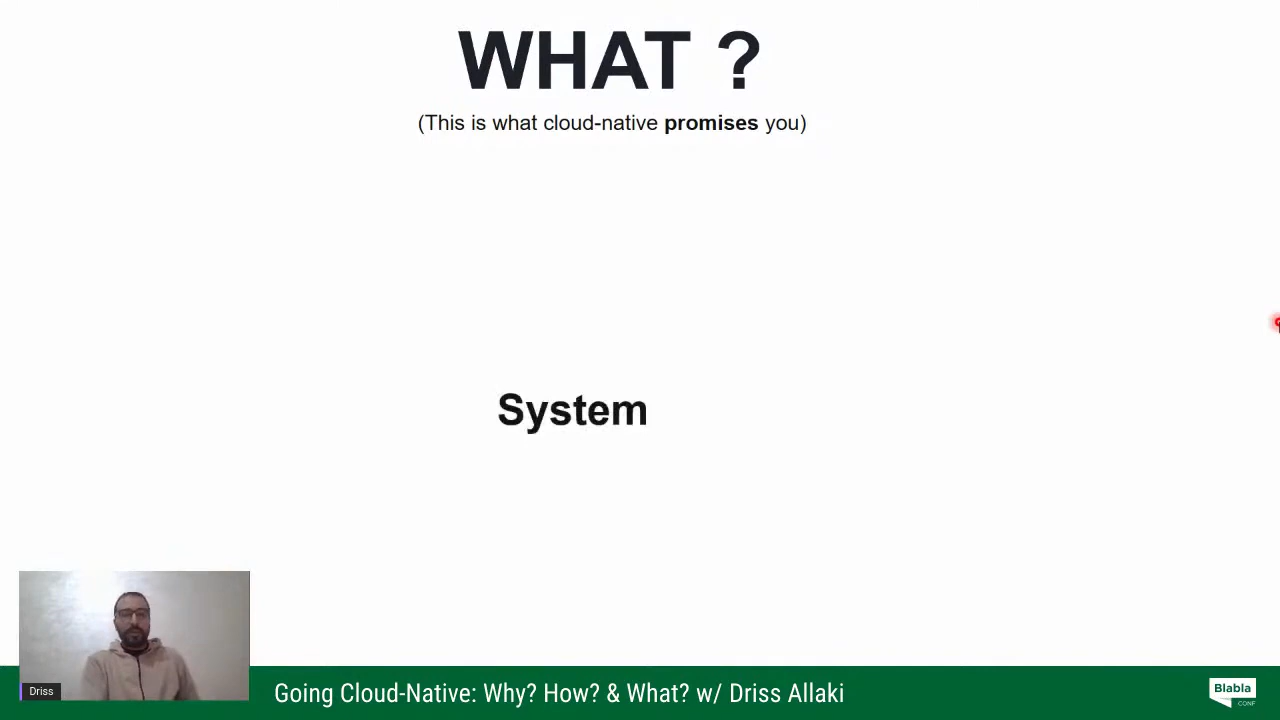 WHAT ?
(This is what cloud-native promises you)
System
Driss
Going Cloud-Native: Why? How? & What? w/ Driss Allaki
Blabla
CONF